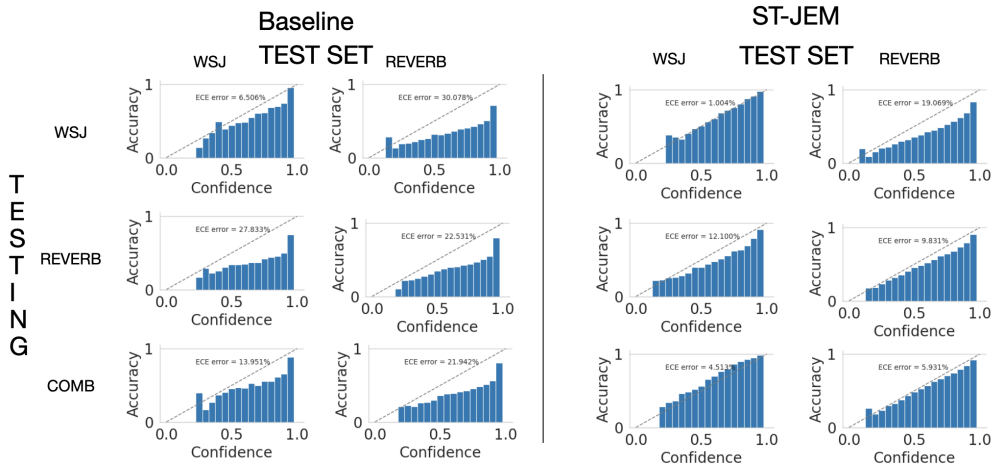 Baseline
ST-JEM
TEST SET
TEST SET
WSJ
REVERB
WSJ
REVERB
TESTING
WSJ
1
0
Accuracy
ECE error = 6.506%
0.0 0.5 1.0
Confidence
1
0
Accuracy
ECE error = 30.078%
0.0 0.5 1.0
Confidence
1
0
Accuracy
ECE error = 1.004%
0.0 0.5 1.0
Confidence
1
0
Accuracy
ECE error = 19.069%
0.0 0.5 1.0
Confidence
REVERB
1
0
Accuracy
ECE error = 27.833%
0.0 0.5 1.0
Confidence
1
0
Accuracy
ECE error = 22.531%
0.0 0.5 1.0
Confidence
1
0
Accuracy
ECE error = 12.100%
0.0 0.5 1.0
Confidence
1
0
Accuracy
ECE error = 9.831%
0.0 0.5 1.0
Confidence
COMB
1
0
Accuracy
ECE error = 13.951%
0.0 0.5 1.0
Confidence
1
0
Accuracy
ECE error = 21.942%
0.0 0.5 1.0
Confidence
1
0
Accuracy
ECE error = 4.513%
0.0 0.5 1.0
Confidence
1
0
Accuracy
ECE error = 5.931%
0.0 0.5 1.0
Confidence